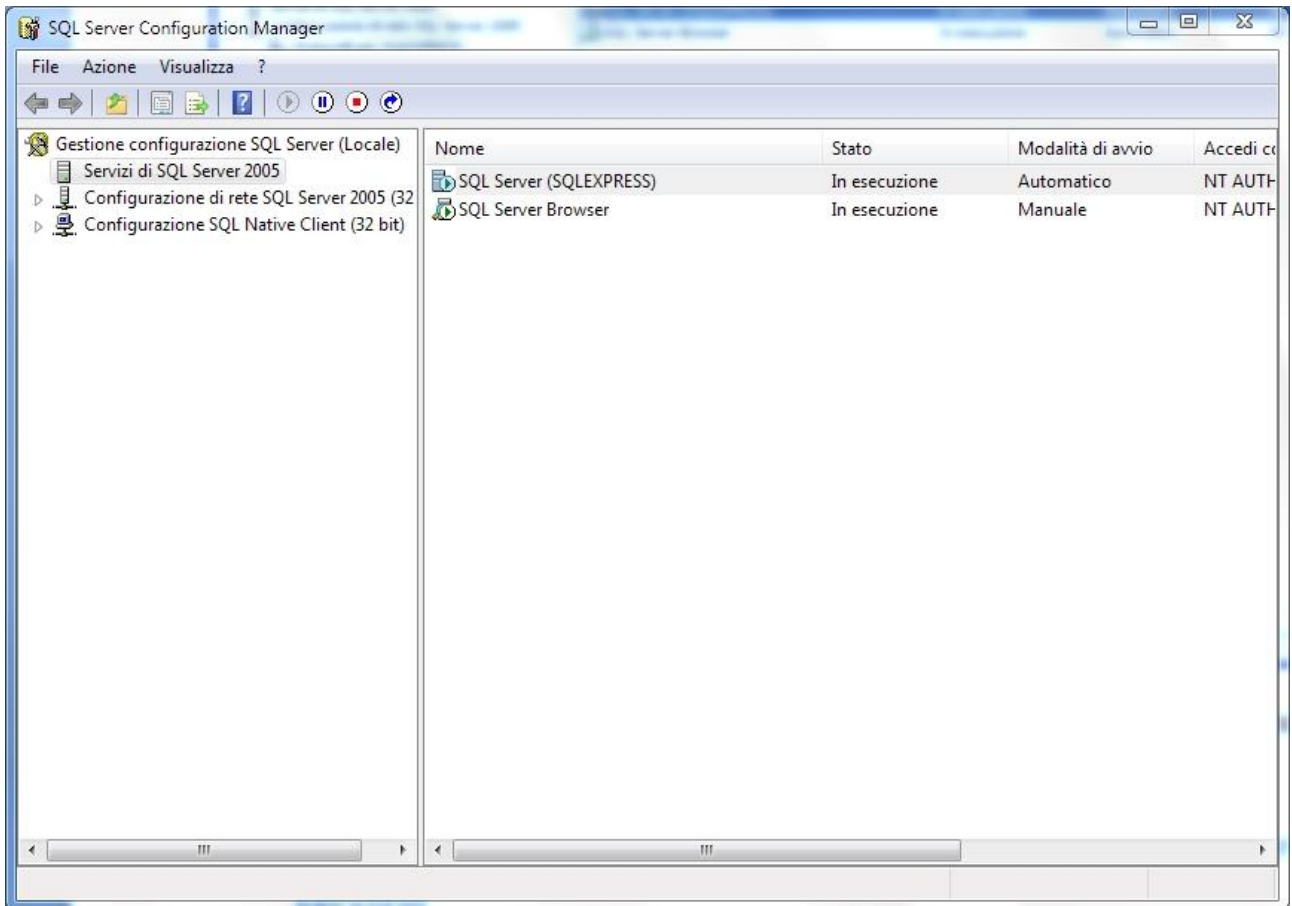 SQL Server Configuration Manager
File Azione Visualizza ?
Gestione configurazione SQL Server (Locale)
Servizi di SQL Server 2005
Configurazione di rete SQL Server 2005 (32
Configurazione SQL Native Client (32 bit)
Nome Stato Modalità di avvio Accedi co
SQL Server (SQLEXPRESS) In esecuzione Automatico NT AUTH
SQL Server Browser In esecuzione Manuale NT AUTH